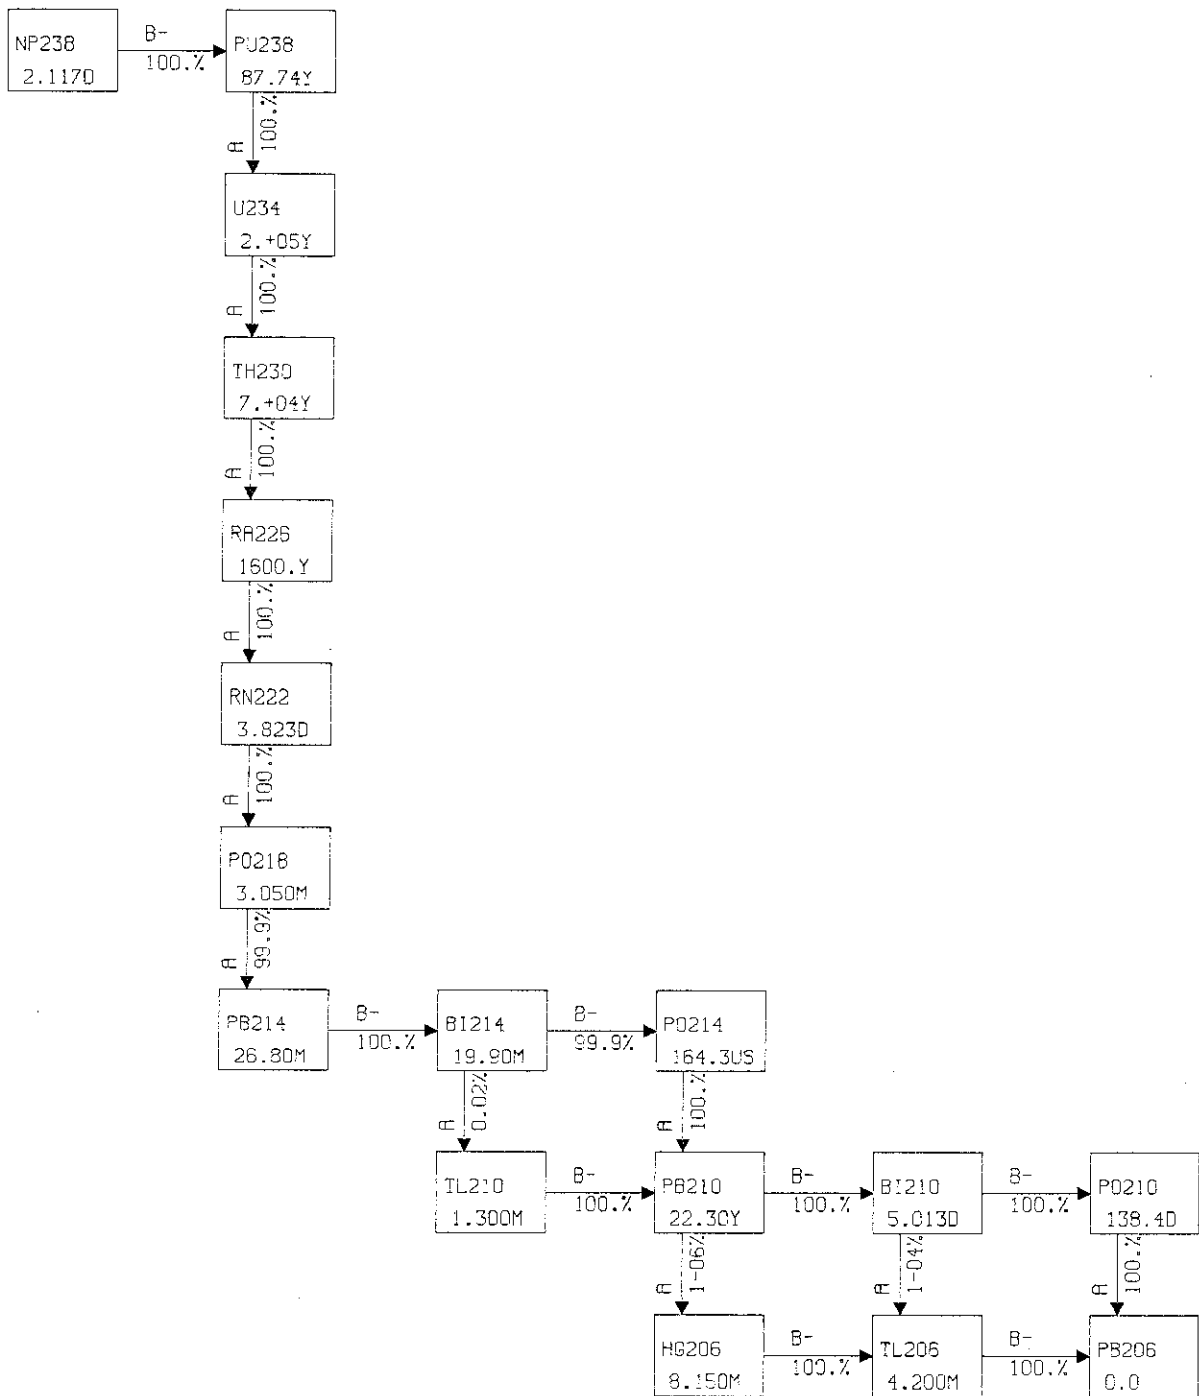 NP238
2.117D
B-
100.%
PU238
87.74Y
A
100.%
U234
2.+05Y
A
100.%
TH230
7.+04Y
A
100.%
RA226
1600.Y
A
100.%
RN222
3.823D
A
100.%
PO218
3.050M
A
99.9%
PB214
26.80M
B-
100.%
BI214
19.90M
B-
99.9%
PO214
164.3US
A
0.02%
A
100.%
TL210
1.300M
B-
100.%
PB210
22.30Y
B-
100.%
BI210
5.013D
B-
100.%
PO210
138.4D
A
1-06%
A
1-04%
A
100.%
HG206
8.150M
B-
100.%
TL206
4.200M
B-
100.%
PB206
0.0